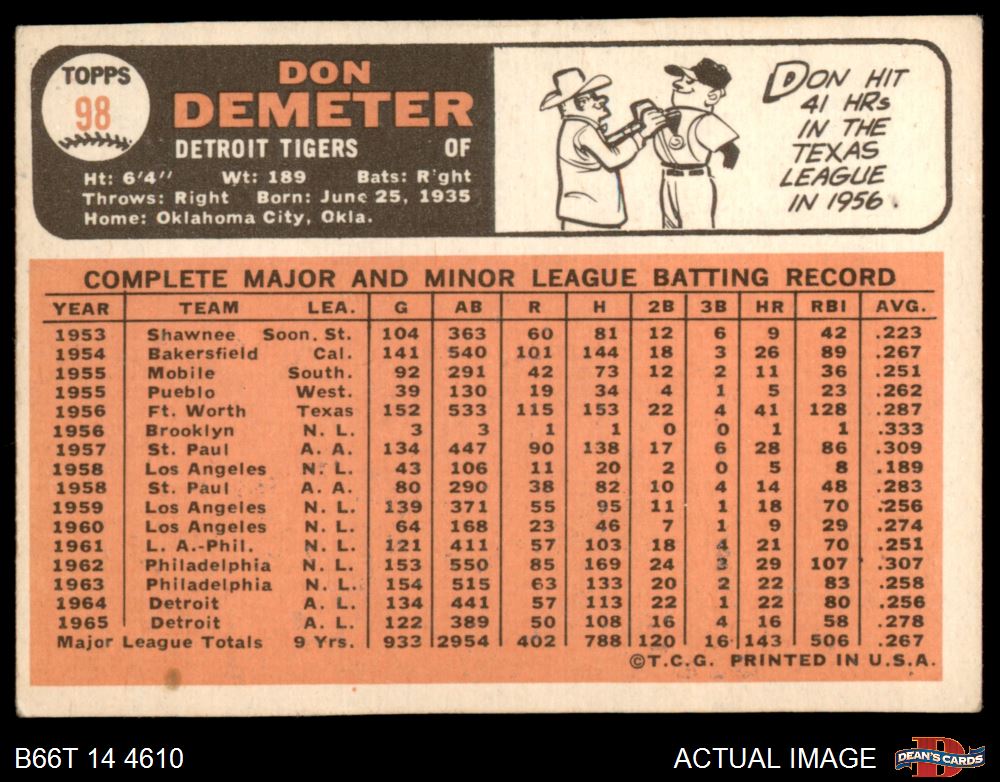 TOPPS
98
DON
DEMETER
DETROIT TIGERS OF
Ht: 6'4" Wt: 189 Bats: Right
Throws: Right Born: June 25, 1935
Home: Oklahoma City, Okla.
DON HIT
41 HRs
IN THE
TEXAS
LEAGUE
IN 1956.
COMPLETE MAJOR AND MINOR LEAGUE BATTING RECORD
YEAR TEAM LEA. G AB R H 2B 3B HR RBI AVG.
1953 Shawnee Soon. St. 104 363 60 81 12 6 9 42 .223
1954 Bakersfield Cal. 141 540 101 144 18 3 26 89 .267
1955 Mobile South. 92 291 42 73 12 2 11 36 .251
1955 Pueblo West. 39 130 19 34 4 1 5 23 .262
1956 Ft. Worth Texas 152 533 115 153 22 4 41 128 .287
1956 Brooklyn N. L. 3 3 1 1 0 0 1 1 .333
1957 St. Paul A. A. 134 447 90 138 17 6 28 86 .309
1958 Los Angeles N. L. 43 106 11 20 2 0 5 8 .189
1958 St. Paul A. A. 80 290 38 82 10 4 14 48 .283
1959 Los Angeles N. L. 139 371 55 95 11 1 18 70 .256
1960 Los Angeles N. L. 64 168 23 46 7 1 9 29 .274
1961 L. A.-Phil. N. L. 121 411 57 103 18 4 21 70 .251
1962 Philadelphia N. L. 153 550 85 169 24 3 29 107 .307
1963 Philadelphia N. L. 154 515 63 133 20 2 22 83 .258
1964 Detroit A. L. 134 441 57 113 22 1 22 80 .256
1965 Detroit A. L. 122 389 50 108 16 4 16 58 .278
Major League Totals 9 Yrs. 933 2954 402 788 120 16 143 506 .267
©T.C.G. PRINTED IN U.S.A.
B66T 14 4610 ACTUAL IMAGE
D
DEAN'S CARDS